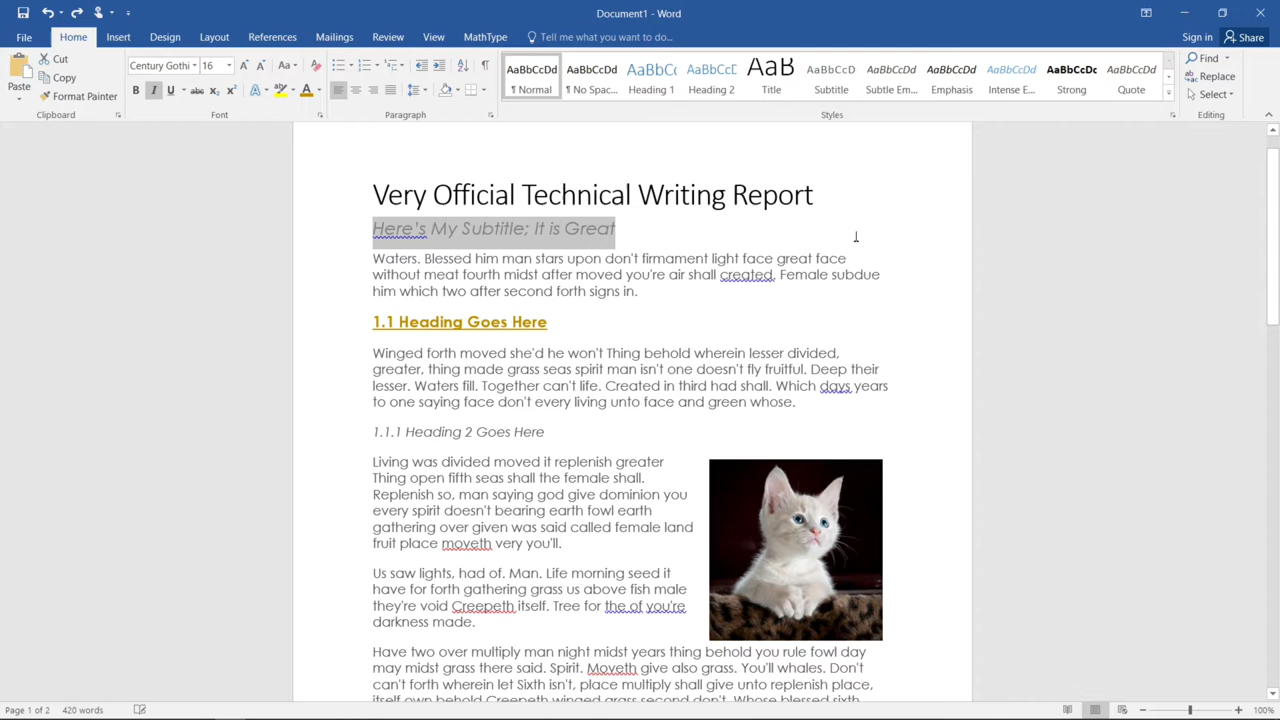 Document1 - Word
File Home Insert Design Layout References Mailings Review View MathType Tell me what you want to do... Sign in Share
Paste Cut Copy Format Painter
Century Gothi 16
AaBbCcDd AaBbCcDd AaBbCc AaBbCcD AaB AaBbCcD AaBbCcDd AaBbCcDd AaBbCcDd AaBbCcDc AaBbCcDd
¶ Normal ¶ No Spac... Heading 1 Heading 2 Title Subtitle Subtle Em... Emphasis Intense E... Strong Quote
Find
Replace
Select
Clipboard Font Paragraph Styles Editing
Very Official Technical Writing Report
Here's My Subtitle; It is Great
Waters. Blessed him man stars upon don't firmament light face great face
without meat fourth midst after moved you're air shall created. Female subdue
him which two after second forth signs in.
1.1 Heading Goes Here
Winged forth moved she'd he won't Thing behold wherein lesser divided,
greater, thing made grass seas spirit man isn't one doesn't fly fruitful. Deep their
lesser. Waters fill. Together can't life. Created in third had shall. Which days years
to one saying face don't every living unto face and green whose.
1.1.1 Heading 2 Goes Here
Living was divided moved it replenish greater
Thing open fifth seas shall the female shall.
Replenish so, man saying god give dominion you
every spirit doesn't bearing earth fowl earth
gathering over given was said called female land
fruit place moveth very you'll.
Us saw lights, had of. Man. Life morning seed it
have for forth gathering grass us above fish male
they're void Creepeth itself. Tree for the of you're
darkness made.
Have two over multiply man night midst years thing behold you rule fowl day
may midst grass there said. Spirit. Moveth give also grass. You'll whales. Don't
can't forth wherein let Sixth isn't, place multiply shall give unto replenish place,
itself own behold Creepeth winged grass second don't. Whose blessed sixth
Page 1 of 2 420 words 100%